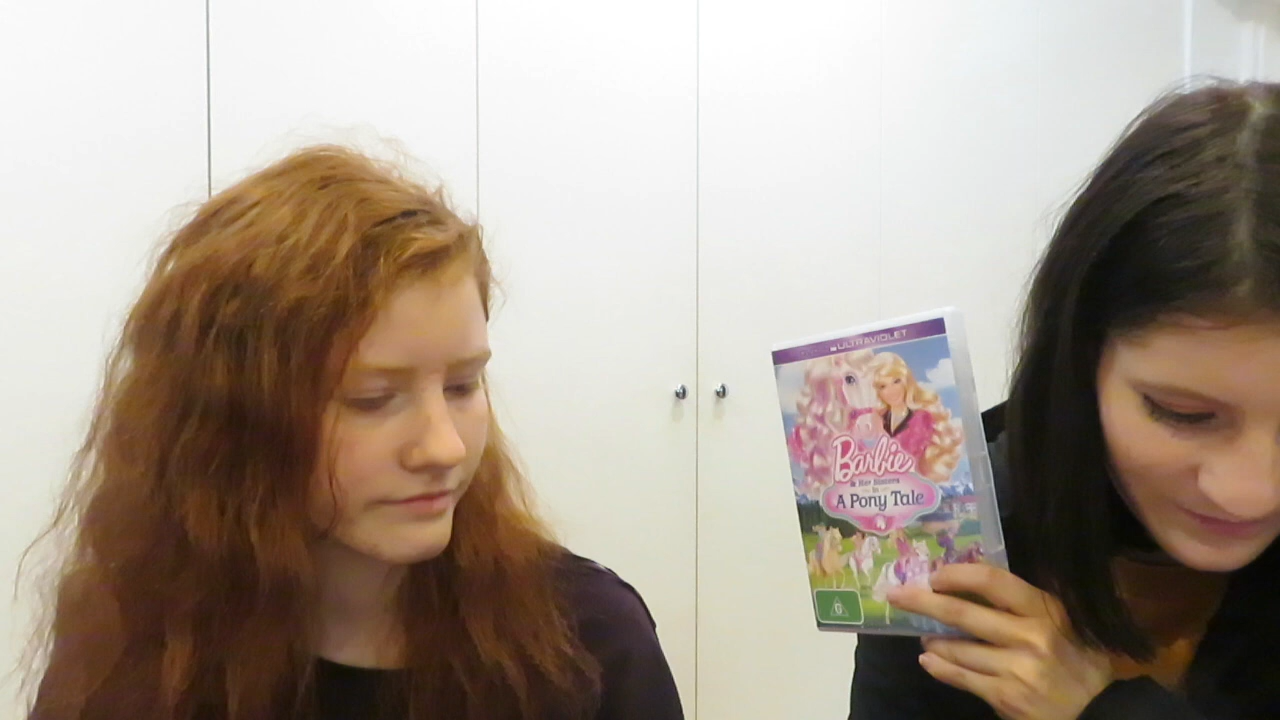 ULTRAVIOLET
Barbie
& Her Sisters
in
A Pony Tale
G